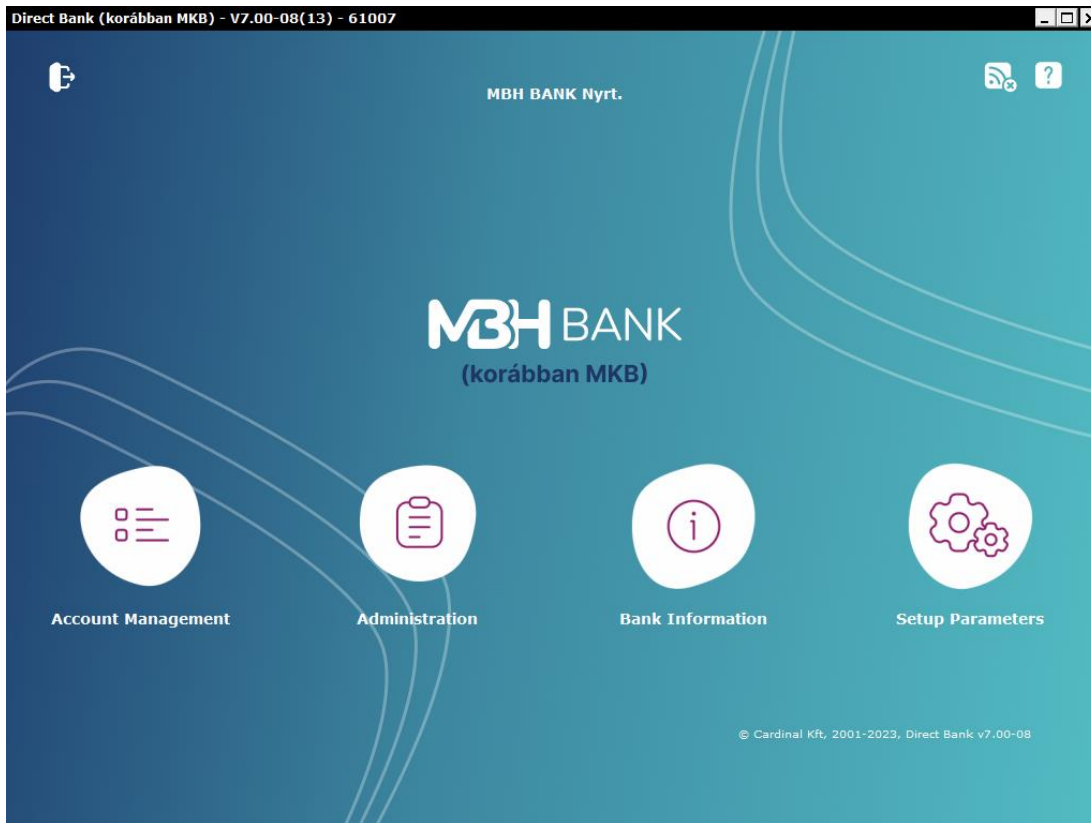 Direct Bank (korábban MKB) - V7.00-08(13) - 61007
MBH BANK Nyrt.
?
MBH BANK
(korábban MKB)
i
Account Management
Administration
Bank Information
Setup Parameters
© Cardinal Kft, 2001-2023, Direct Bank v7.00-08